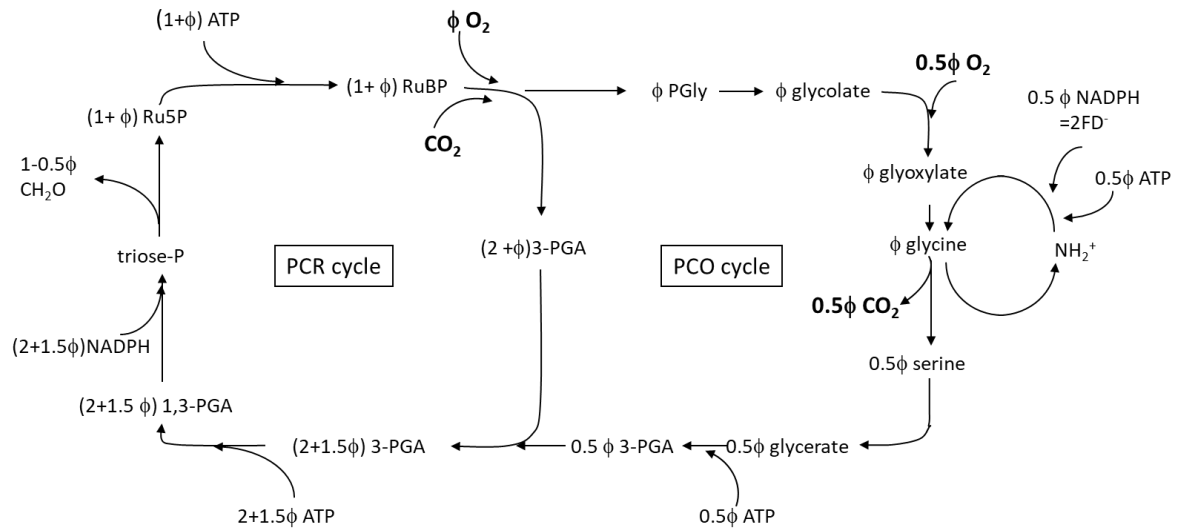 (1+ϕ) ATP
ϕ O₂
(1+ ϕ) RuBP
ϕ PGly
ϕ glycolate
0.5ϕ O₂
0.5 ϕ NADPH
=2FD⁻
(1+ ϕ) Ru5P
CO₂
1-0.5ϕ
CH₂O
ϕ glyoxylate
0.5ϕ ATP
triose-P
PCR cycle
(2 +ϕ)3-PGA
PCO cycle
ϕ glycine
NH₂⁺
0.5ϕ CO₂
(2+1.5ϕ)NADPH
0.5ϕ serine
(2+1.5 ϕ) 1,3-PGA
(2+1.5ϕ) 3-PGA
0.5 ϕ 3-PGA
0.5ϕ glycerate
2+1.5ϕ ATP
0.5ϕ ATP